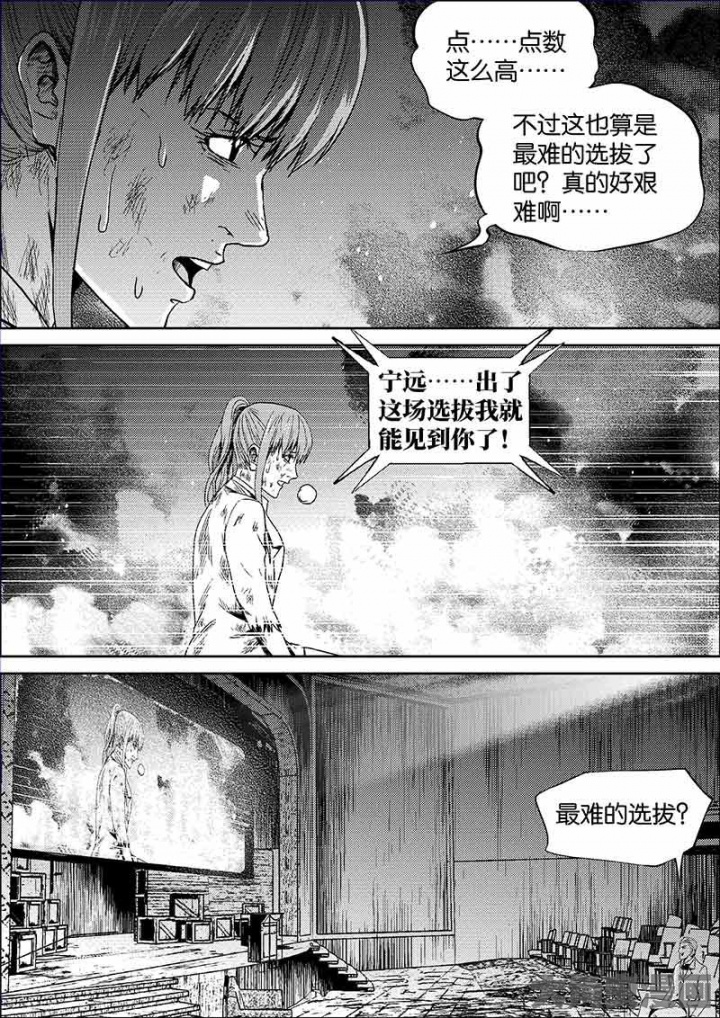 点……点数
这么高……
不过这也算是
最难的选拔了
吧？真的好艰
难啊……
宁远……出了
这场选拔我就
能见到你了！
最难的选拔？